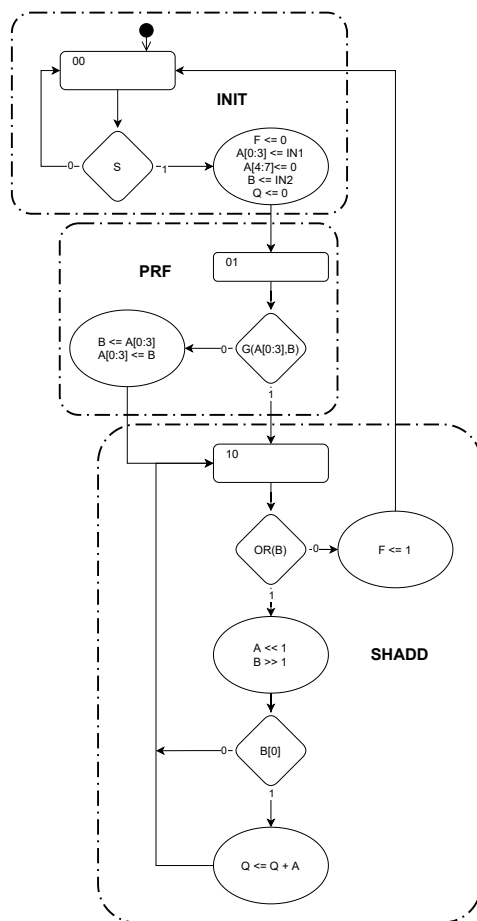 00
INIT
S
0
1
F <= 0
A[0:3] <= IN1
A[4:7]<= 0
B <= IN2
Q <= 0
01
PRF
B <= A[0:3]
A[0:3] <= B
0
G(A[0:3],B)
1
10
OR(B)
0
F <= 1
1
A << 1
B >> 1
SHADD
0
B[0]
1
Q <= Q + A